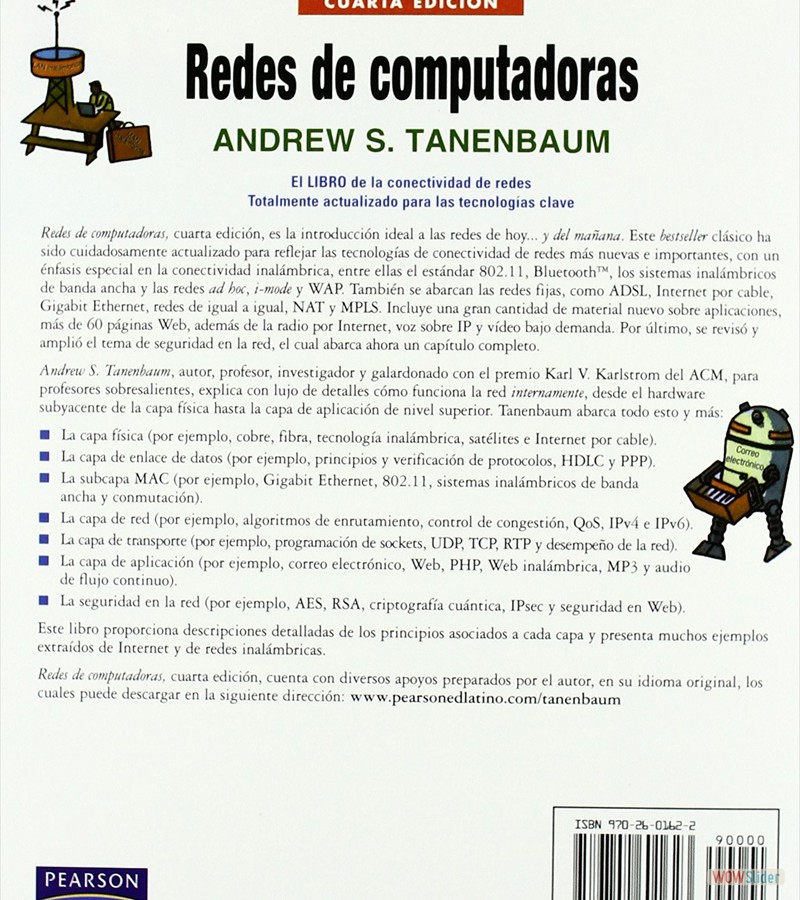 CUARTA EDICIÓN
Redes de computadoras
ANDREW S. TANENBAUM
El LIBRO de la conectividad de redes
Totalmente actualizado para las tecnologías clave
Redes de computadoras, cuarta edición, es la introducción ideal a las redes de hoy... y del mañana. Este bestseller clásico ha
sido cuidadosamente actualizado para reflejar las tecnologías de conectividad de redes más nuevas e importantes, con un
énfasis especial en la conectividad inalámbrica, entre ellas el estándar 802.11, Bluetooth™, los sistemas inalámbricos
de banda ancha y las redes ad hoc, i-mode y WAP. También se abarcan las redes fijas, como ADSL, Internet por cable,
Gigabit Ethernet, redes de igual a igual, NAT y MPLS. Incluye una gran cantidad de material nuevo sobre aplicaciones,
más de 60 páginas Web, además de la radio por Internet, voz sobre IP y vídeo bajo demanda. Por último, se revisó y
amplió el tema de seguridad en la red, el cual abarca ahora un capítulo completo.
Andrew S. Tanenbaum, autor, profesor, investigador y galardonado con el premio Karl V. Karlstrom del ACM, para
profesores sobresalientes, explica con lujo de detalles cómo funciona la red internamente, desde el hardware
subyacente de la capa física hasta la capa de aplicación de nivel superior. Tanenbaum abarca todo esto y más:
■ La capa física (por ejemplo, cobre, fibra, tecnología inalámbrica, satélites e Internet por cable).
■ La capa de enlace de datos (por ejemplo, principios y verificación de protocolos, HDLC y PPP).
■ La subcapa MAC (por ejemplo, Gigabit Ethernet, 802.11, sistemas inalámbricos de banda
ancha y conmutación).
■ La capa de red (por ejemplo, algoritmos de enrutamiento, control de congestión, QoS, IPv4 e IPv6).
■ La capa de transporte (por ejemplo, programación de sockets, UDP, TCP, RTP y desempeño de la red).
■ La capa de aplicación (por ejemplo, correo electrónico, Web, PHP, Web inalámbrica, MP3 y audio
de flujo continuo).
■ La seguridad en la red (por ejemplo, AES, RSA, criptografía cuántica, IPsec y seguridad en Web).
Correo
electrónico
Este libro proporciona descripciones detalladas de los principios asociados a cada capa y presenta muchos ejemplos
extraídos de Internet y de redes inalámbricas.
Redes de computadoras, cuarta edición, cuenta con diversos apoyos preparados por el autor, en su idioma original, los
cuales puede descargar en la siguiente dirección: www.pearsonedlatino.com/tanenbaum
ISBN 970-26-0162-2
90000
PEARSON
WOWSlider